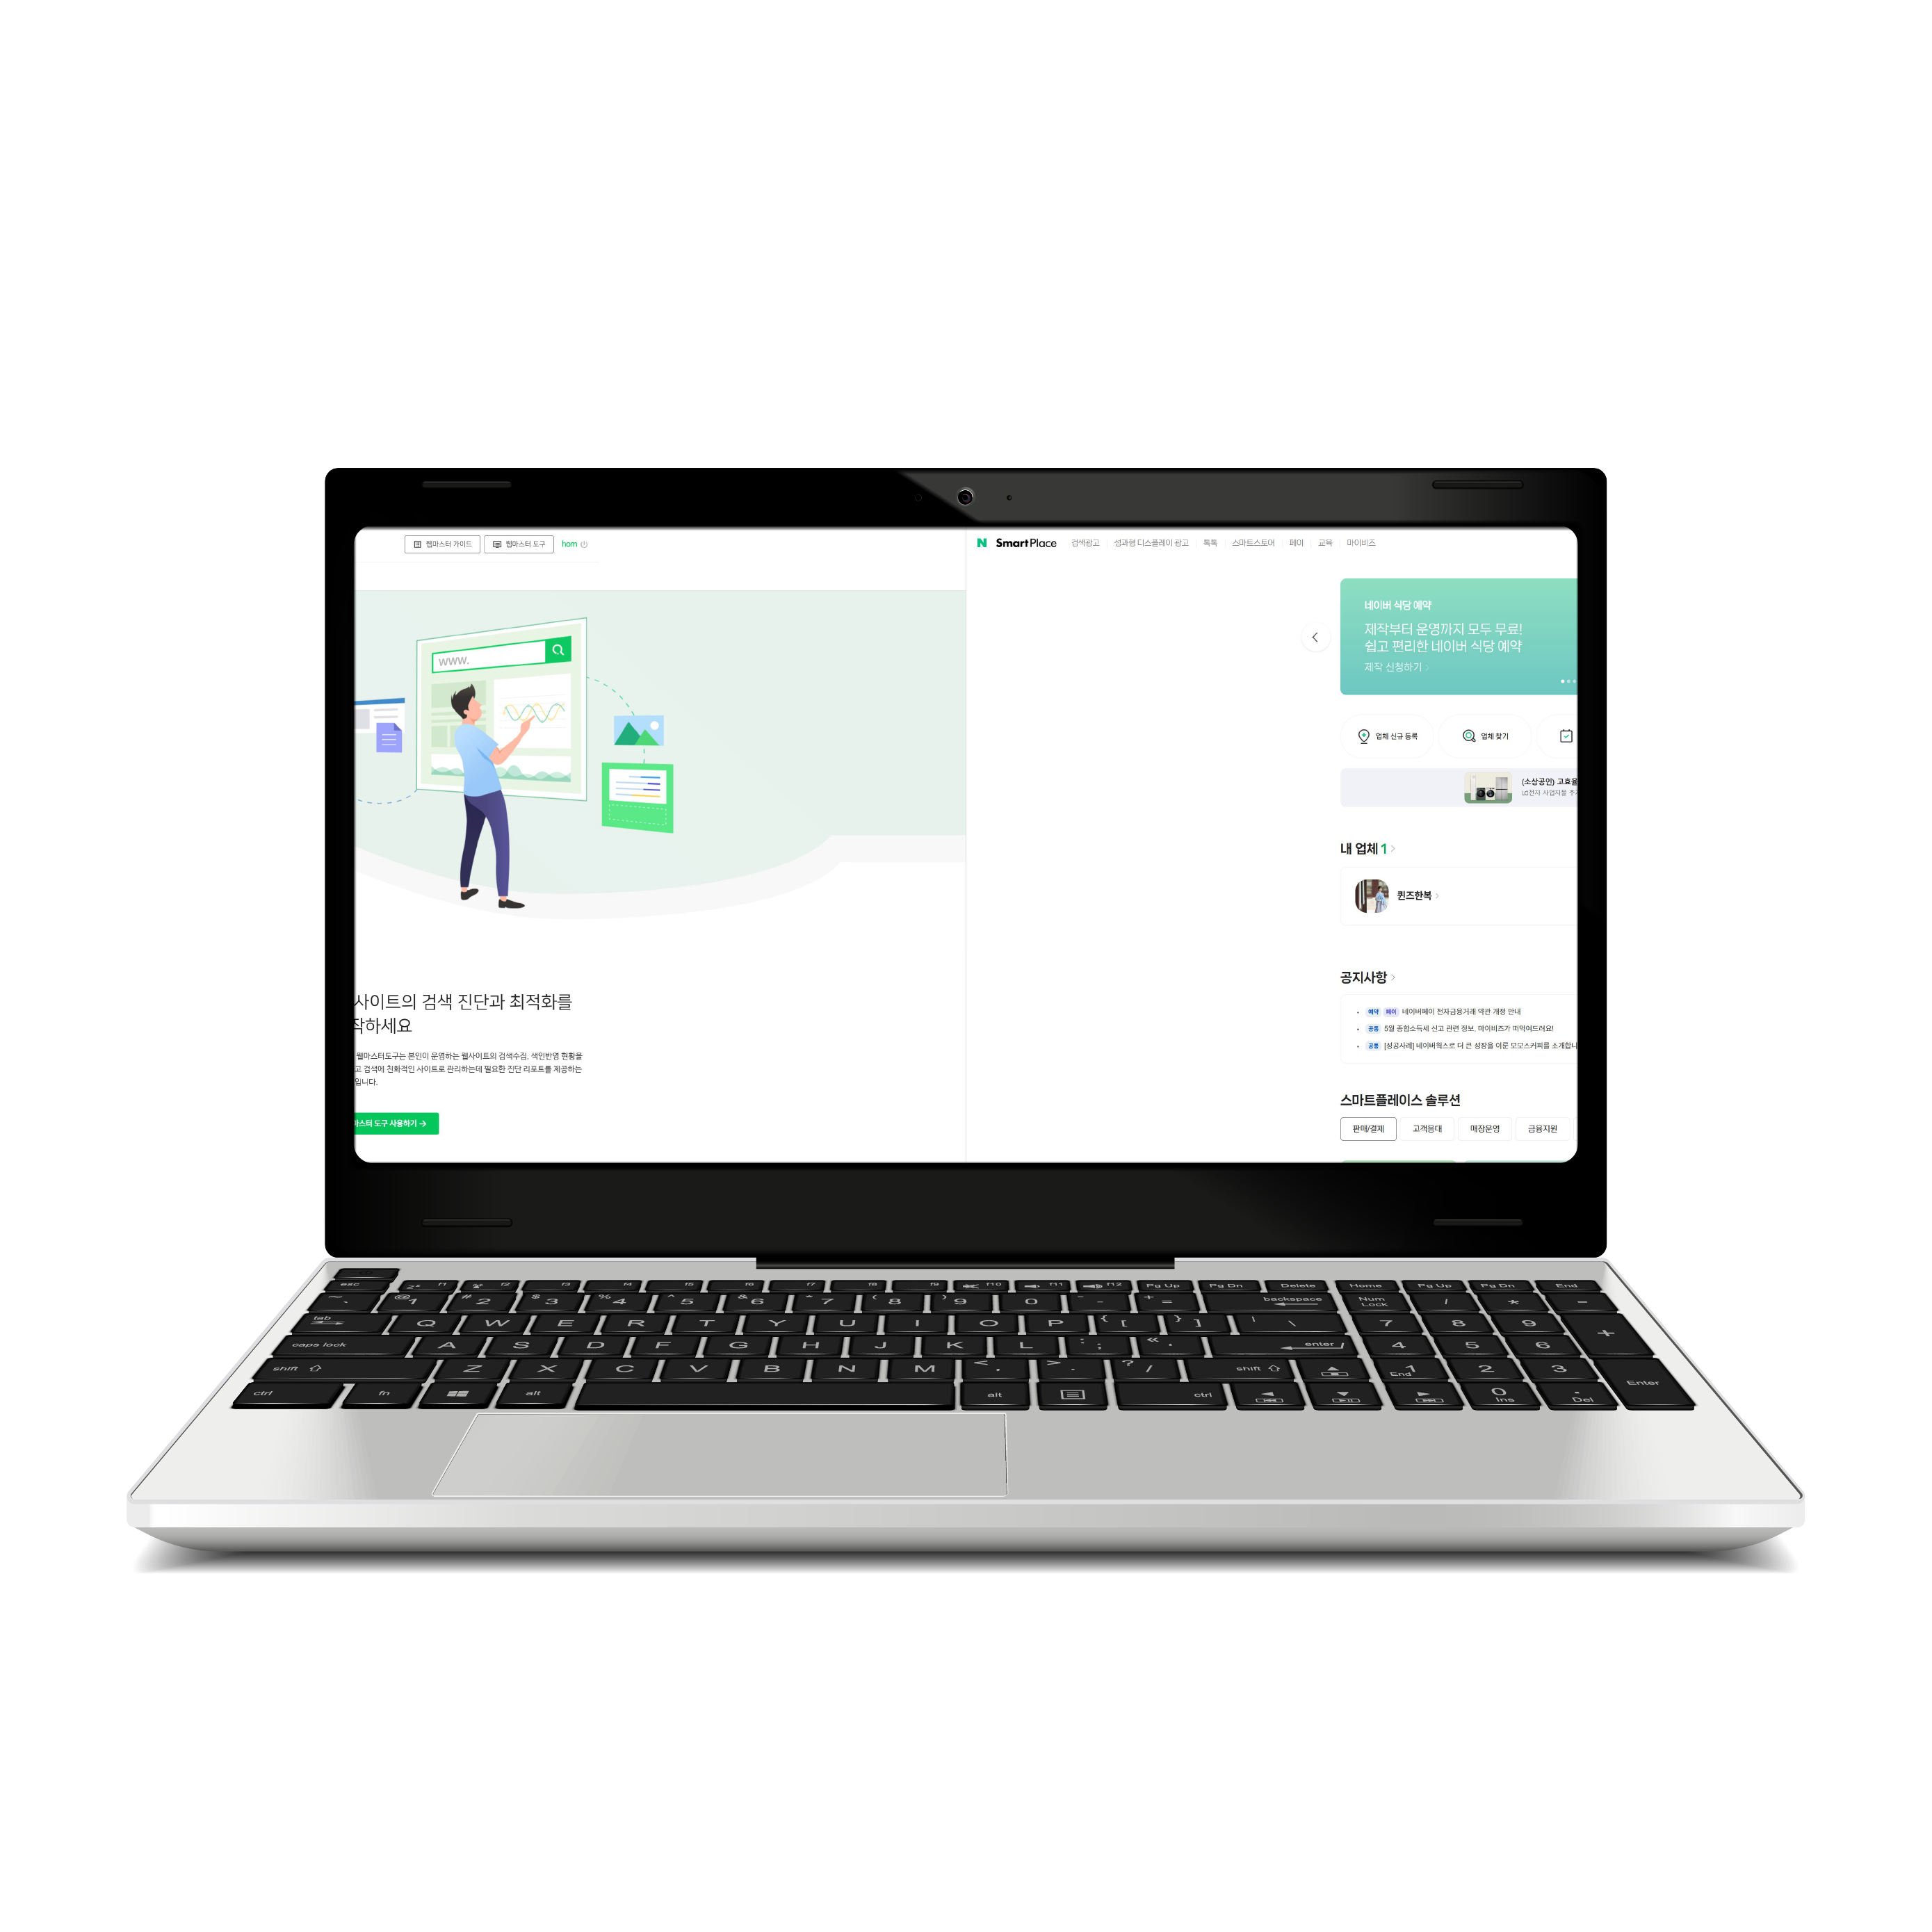 웹마스터 가이드
웹마스터 도구
hom
www.
사이트의 검색 진단과 최적화를
작하세요
웹마스터도구는 본인이 운영하는 웹사이트의 검색수집, 색인반영 현황을
고 검색에 친화적인 사이트로 관리하는데 필요한 진단 리포트를 제공하는
입니다.
마스터 도구 사용하기 →
N SmartPlace 검색광고 성과형 디스플레이 광고 톡톡 스마트스토어 페이 교육 마이비즈
네이버 식당 예약
제작부터 운영까지 모두 무료!
쉽고 편리한 네이버 식당 예약
제작 신청하기 >
업체 신규 등록
업체 찾기
(소상공인) 고효율
내 업체 1 >
퀸즈한복 >
공지사항 >
예약 페이 네이버페이 전자금융거래 약관 개정 안내
공통 5월 종합소득세 신고 관련 정보, 마이비즈가 떠먹여드려요!
공통 [성공사례] 네이버웍스로 더 큰 성장을 이룬 모모스커피를 소개합니
스마트플레이스 솔루션
판매/결제 고객응대 매장운영 금융지원
esc f1 f2 f3 f4 f5 f6 f7 f8 f9 f10 f11 f12 Pg Up Pg Dn Delete Home Pg Up Pg Dn End
~ ` @ 1 # 2 $ 3 % 4 ^ 5 & 6 * 7 ( 8 ) 9 0 - - + = backspace Num Lock / * -
tab Q W E R T Y U I O P { [ } ] | \ 7 8 9 +
caps lock A S D F G H J K L : ; enter 4 5 6
shift Z X C V B N M < , > . ? / shift 1 End 2 3 Enter
ctrl fn alt alt ctrl 0 Ins . Del